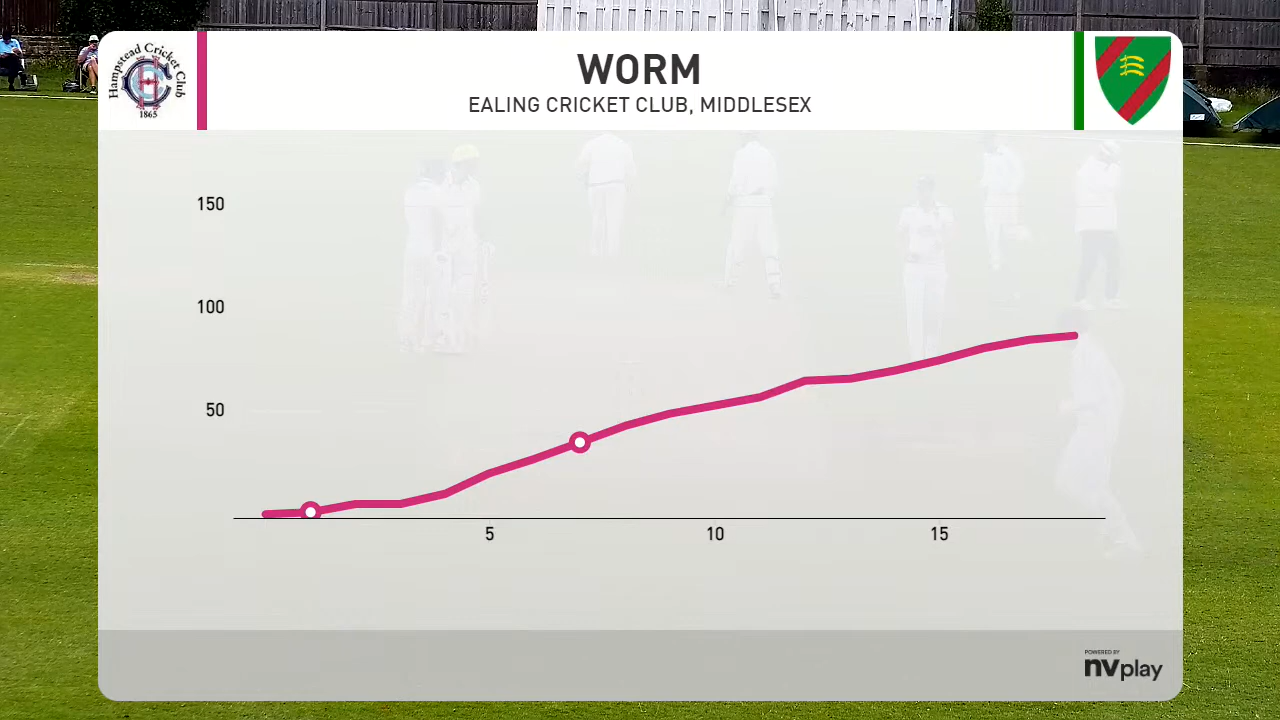 Hampstead Cricket Club
1865
WORM
EALING CRICKET CLUB, MIDDLESEX
150
100
50
5
10
15
POWERED BY
nvplay